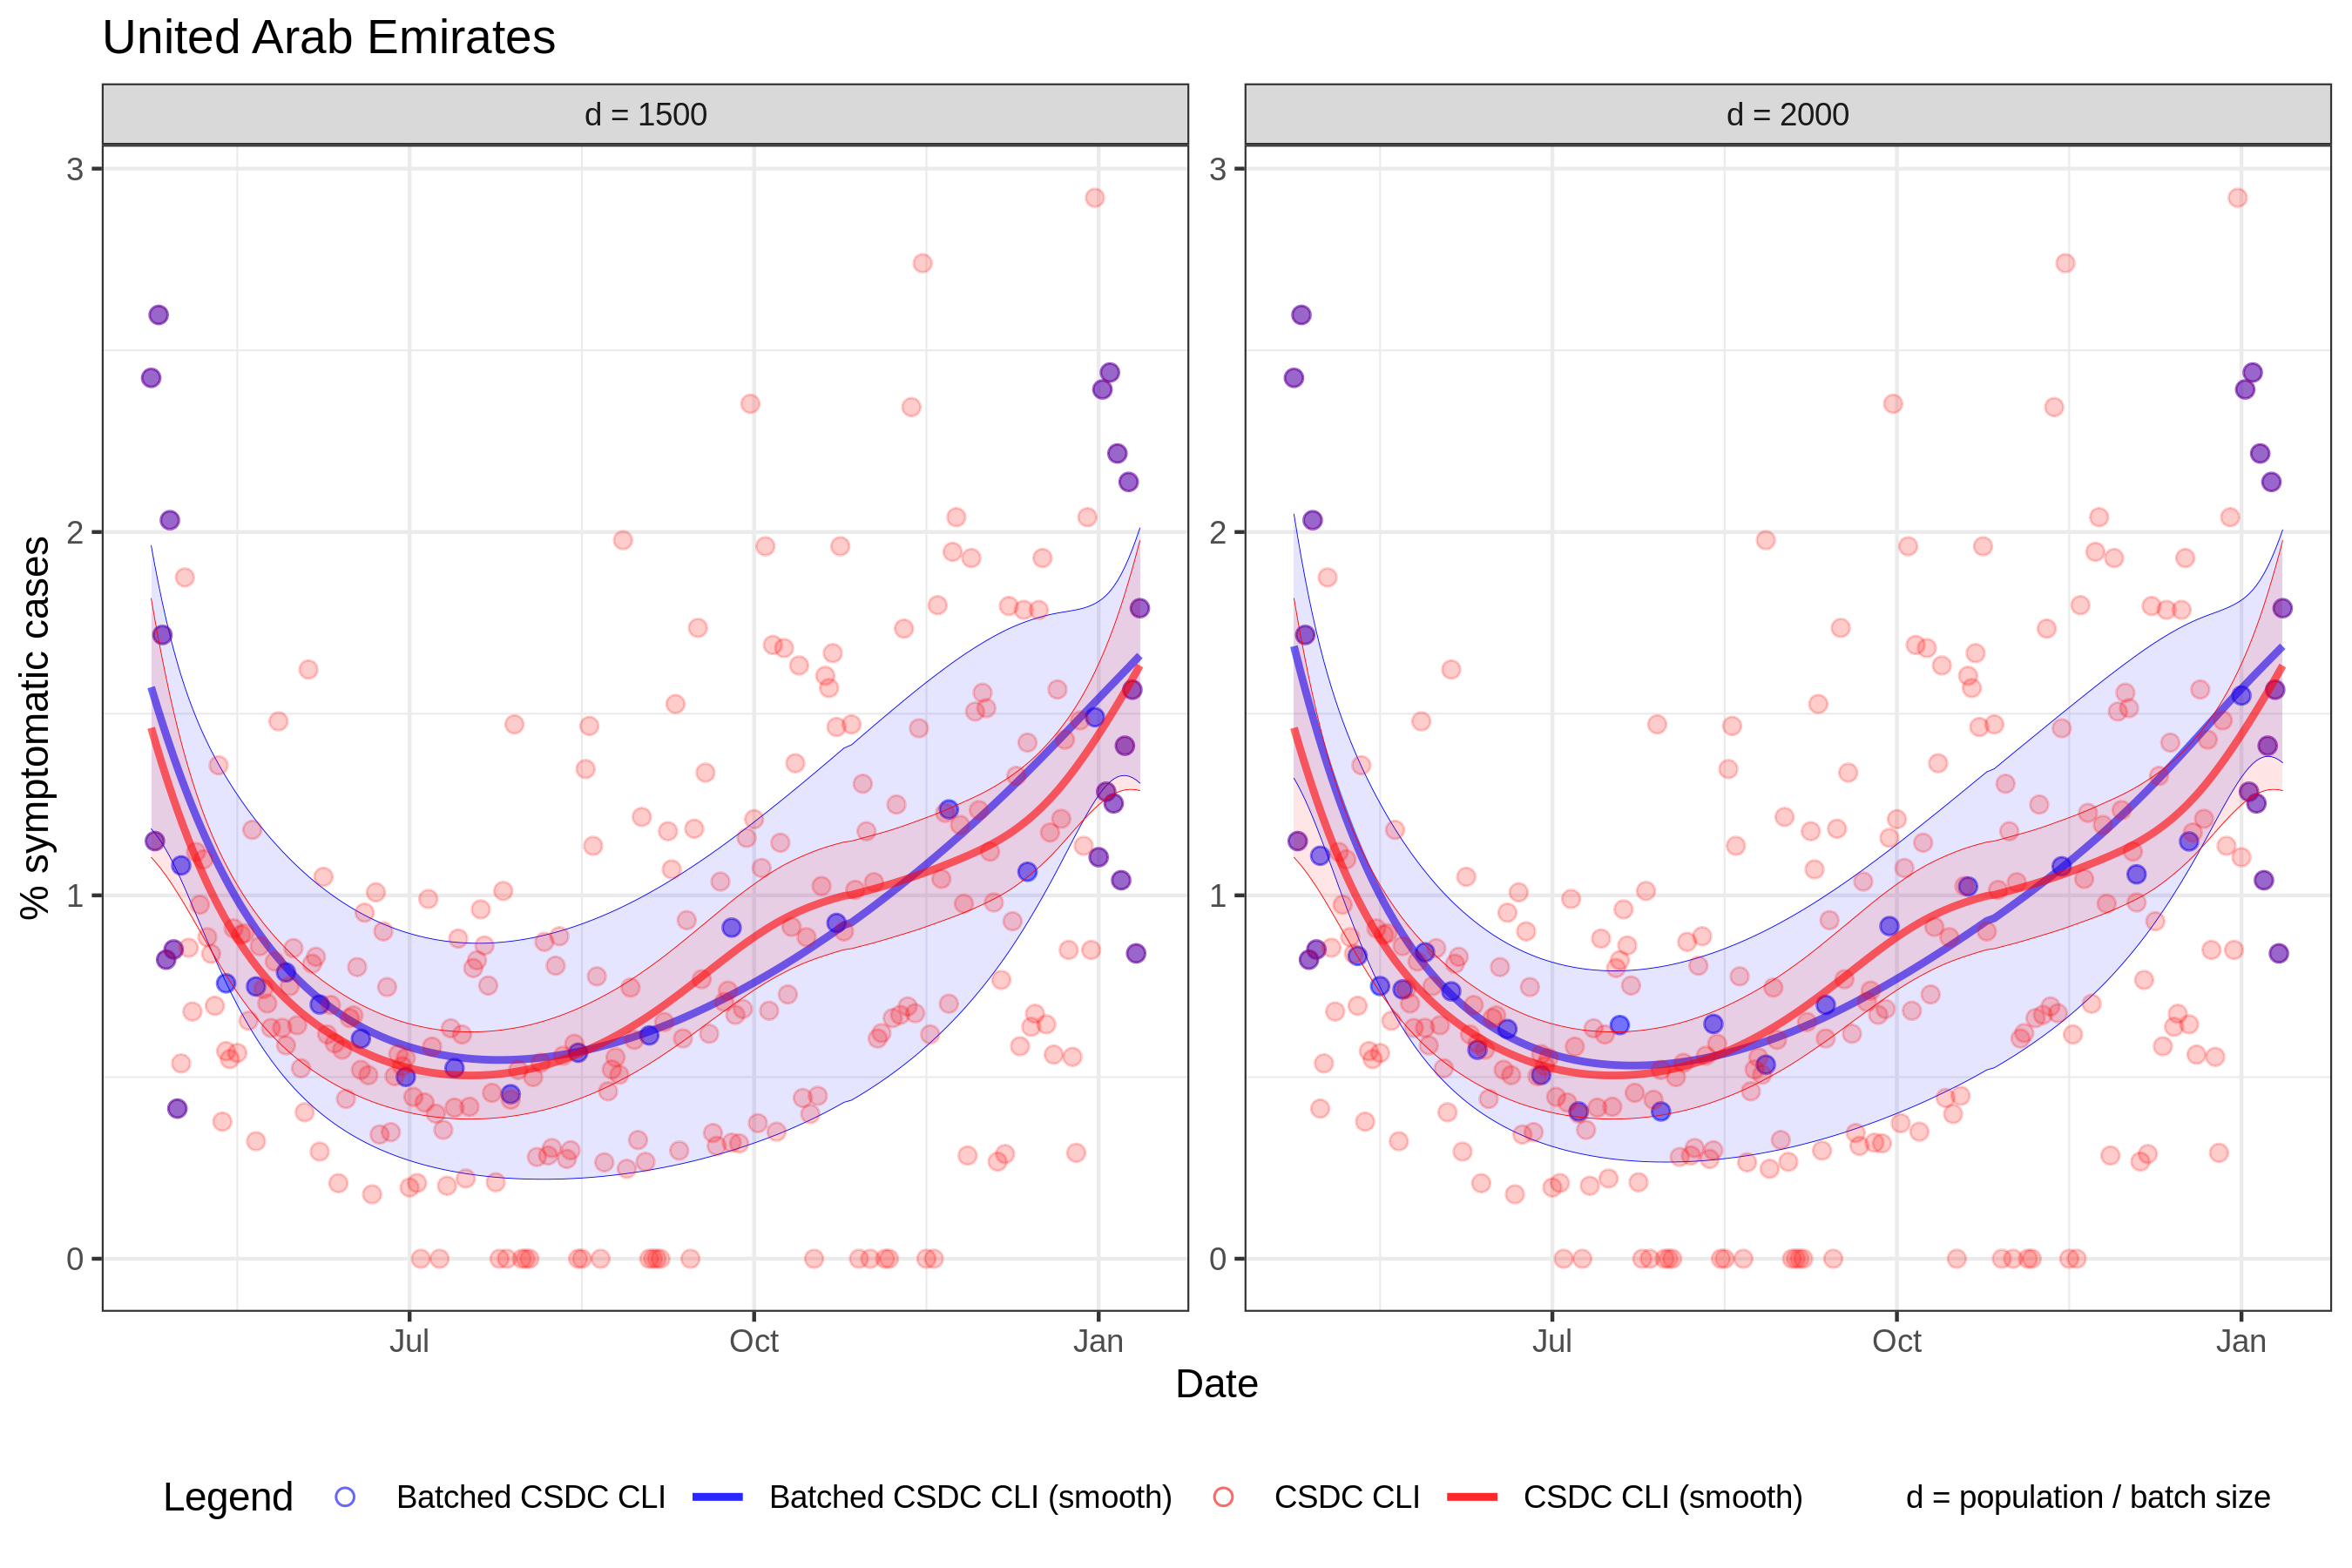 United Arab Emirates
d = 1500
d = 2000
% symptomatic cases
3
2
1
0
3
2
1
0
Jul
Oct
Jan
Jul
Oct
Jan
Date
Legend
Batched CSDC CLI
Batched CSDC CLI (smooth)
CSDC CLI
CSDC CLI (smooth)
d = population / batch size